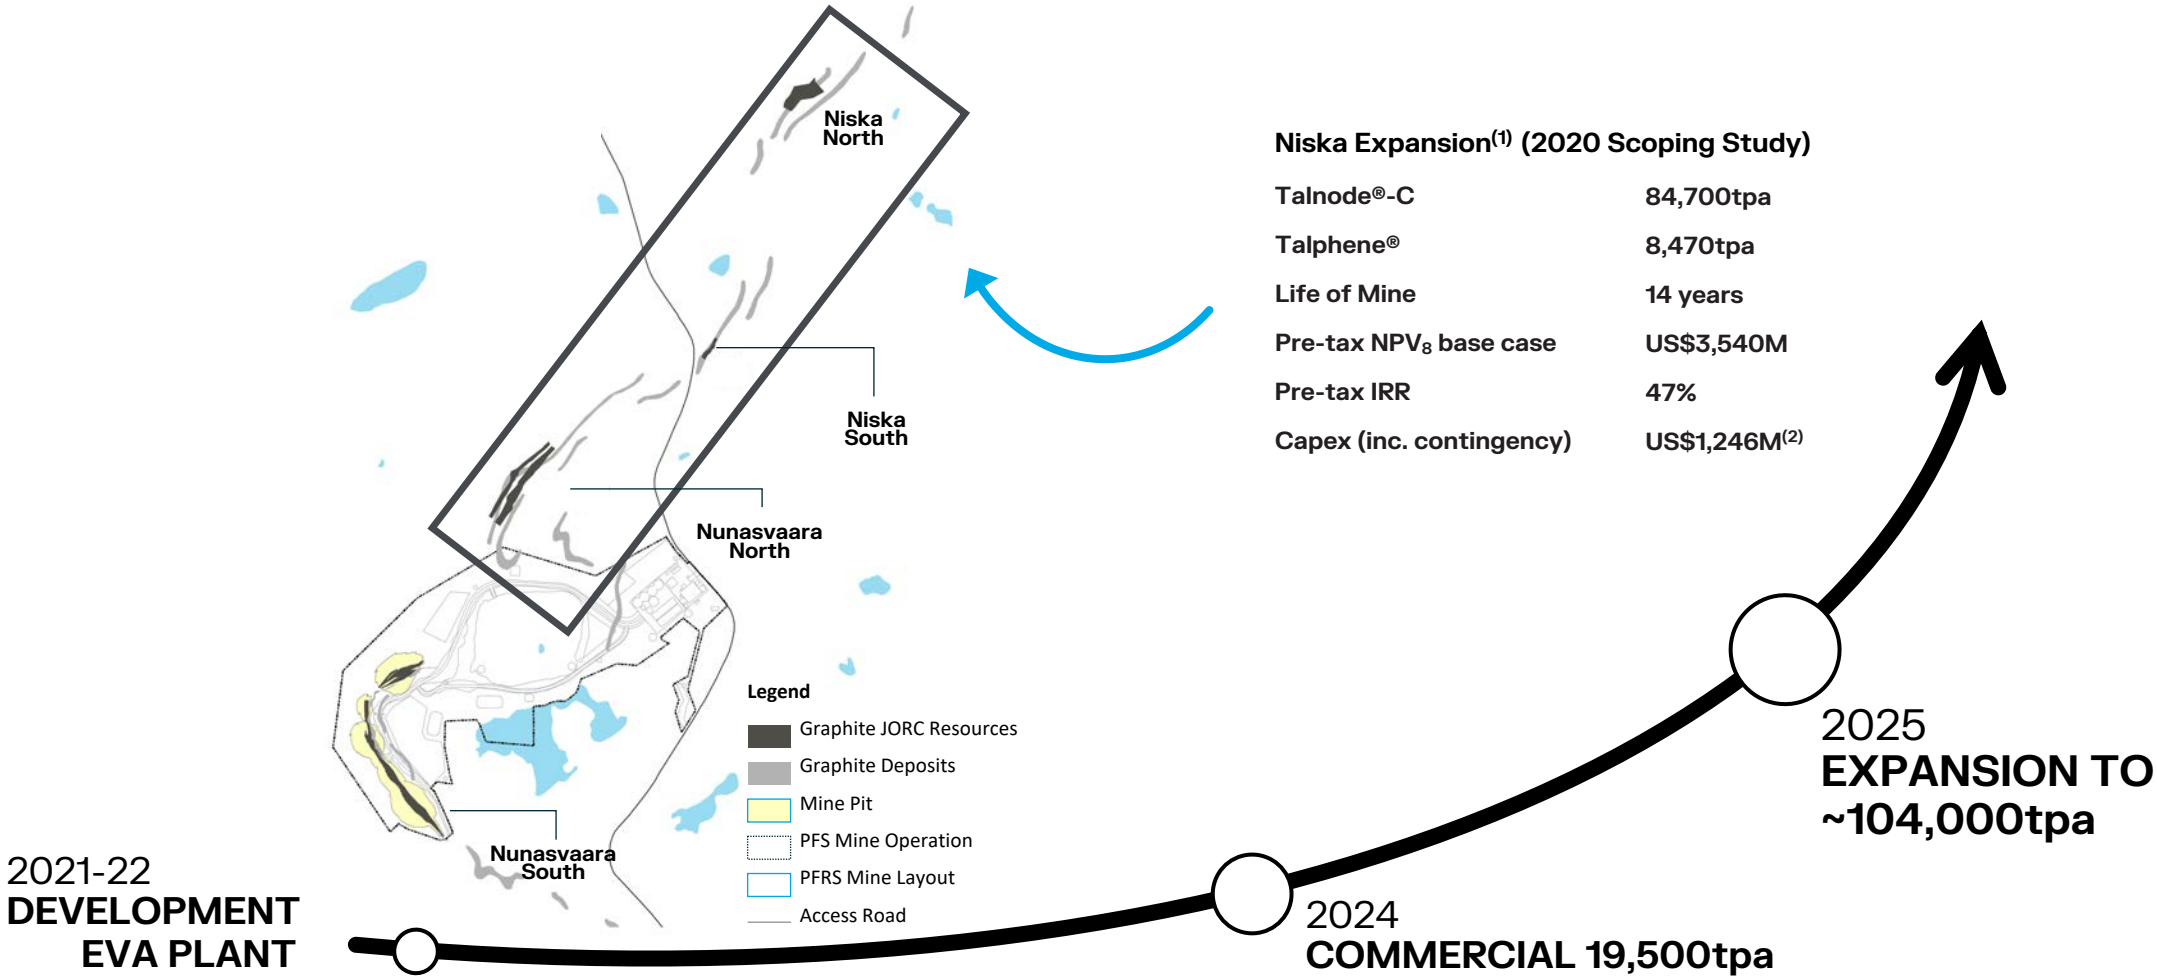 Niska
North
Niska
South
Nunasvaara
North
Nunasvaara
South
Legend
Graphite JORC Resources
Graphite Deposits
Mine Pit
PFS Mine Operation
PFRS Mine Layout
Access Road
Niska Expansion(1) (2020 Scoping Study)
Talnode®-C 84,700tpa
Talphene® 8,470tpa
Life of Mine 14 years
Pre-tax NPV8 base case US$3,540M
Pre-tax IRR 47%
Capex (inc. contingency) US$1,246M(2)
2021-22
DEVELOPMENT
EVA PLANT
2024
COMMERCIAL 19,500tpa
2025
EXPANSION TO
~104,000tpa